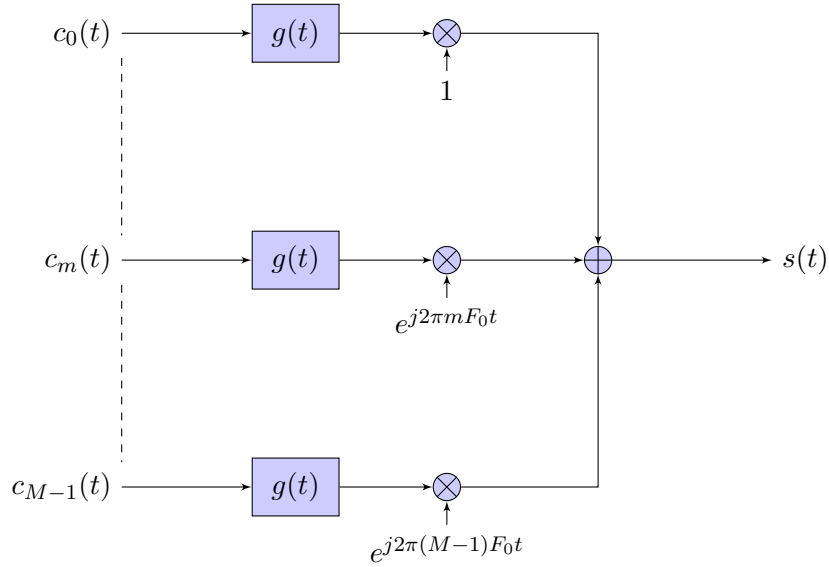 c_0(t)
g(t)
1
c_m(t)
g(t)
s(t)
e^{j2πmF_0t}
c_{M−1}(t)
g(t)
e^{j2π(M−1)F_0t}